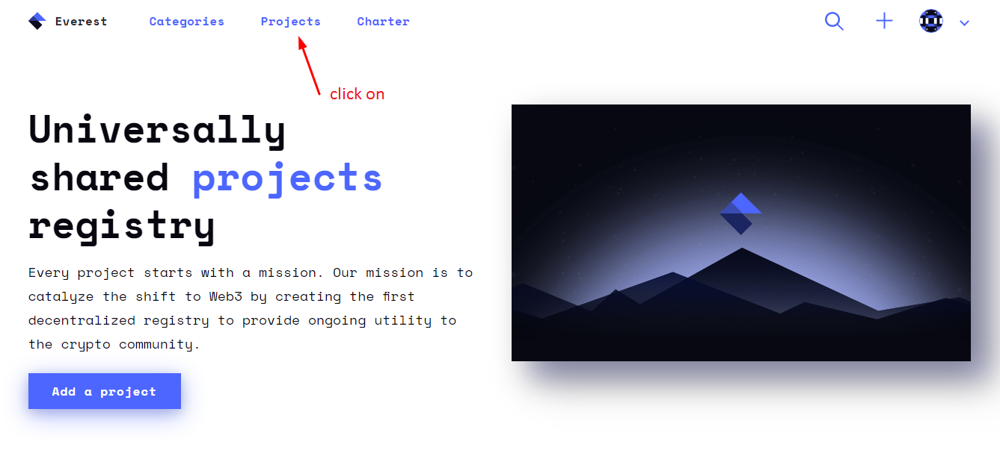 Everest Categories Projects Charter
click on
Universally
shared projects
registry
Every project starts with a mission. Our mission is to
catalyze the shift to Web3 by creating the first
decentralized registry to provide ongoing utility to
the crypto community.
Add a project